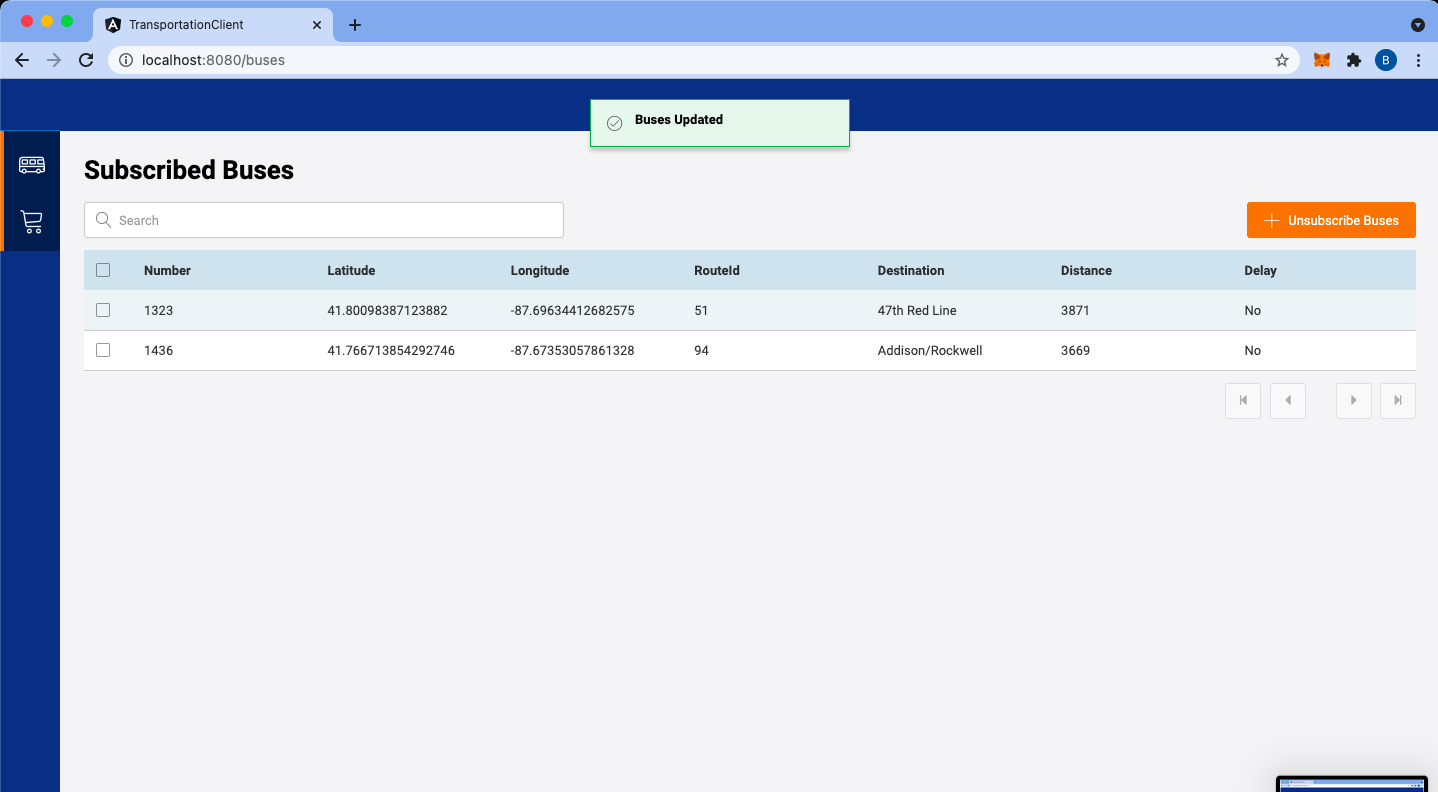 TransportationClient
localhost:8080/buses
B
Buses Updated
Subscribed Buses
Search
Unsubscribe Buses
Number Latitude Longitude RouteId Destination Distance Delay
1323 41.80098387123882 -87.69634412682575 51 47th Red Line 3871 No
1436 41.766713854292746 -87.67353057861328 94 Addison/Rockwell 3669 No